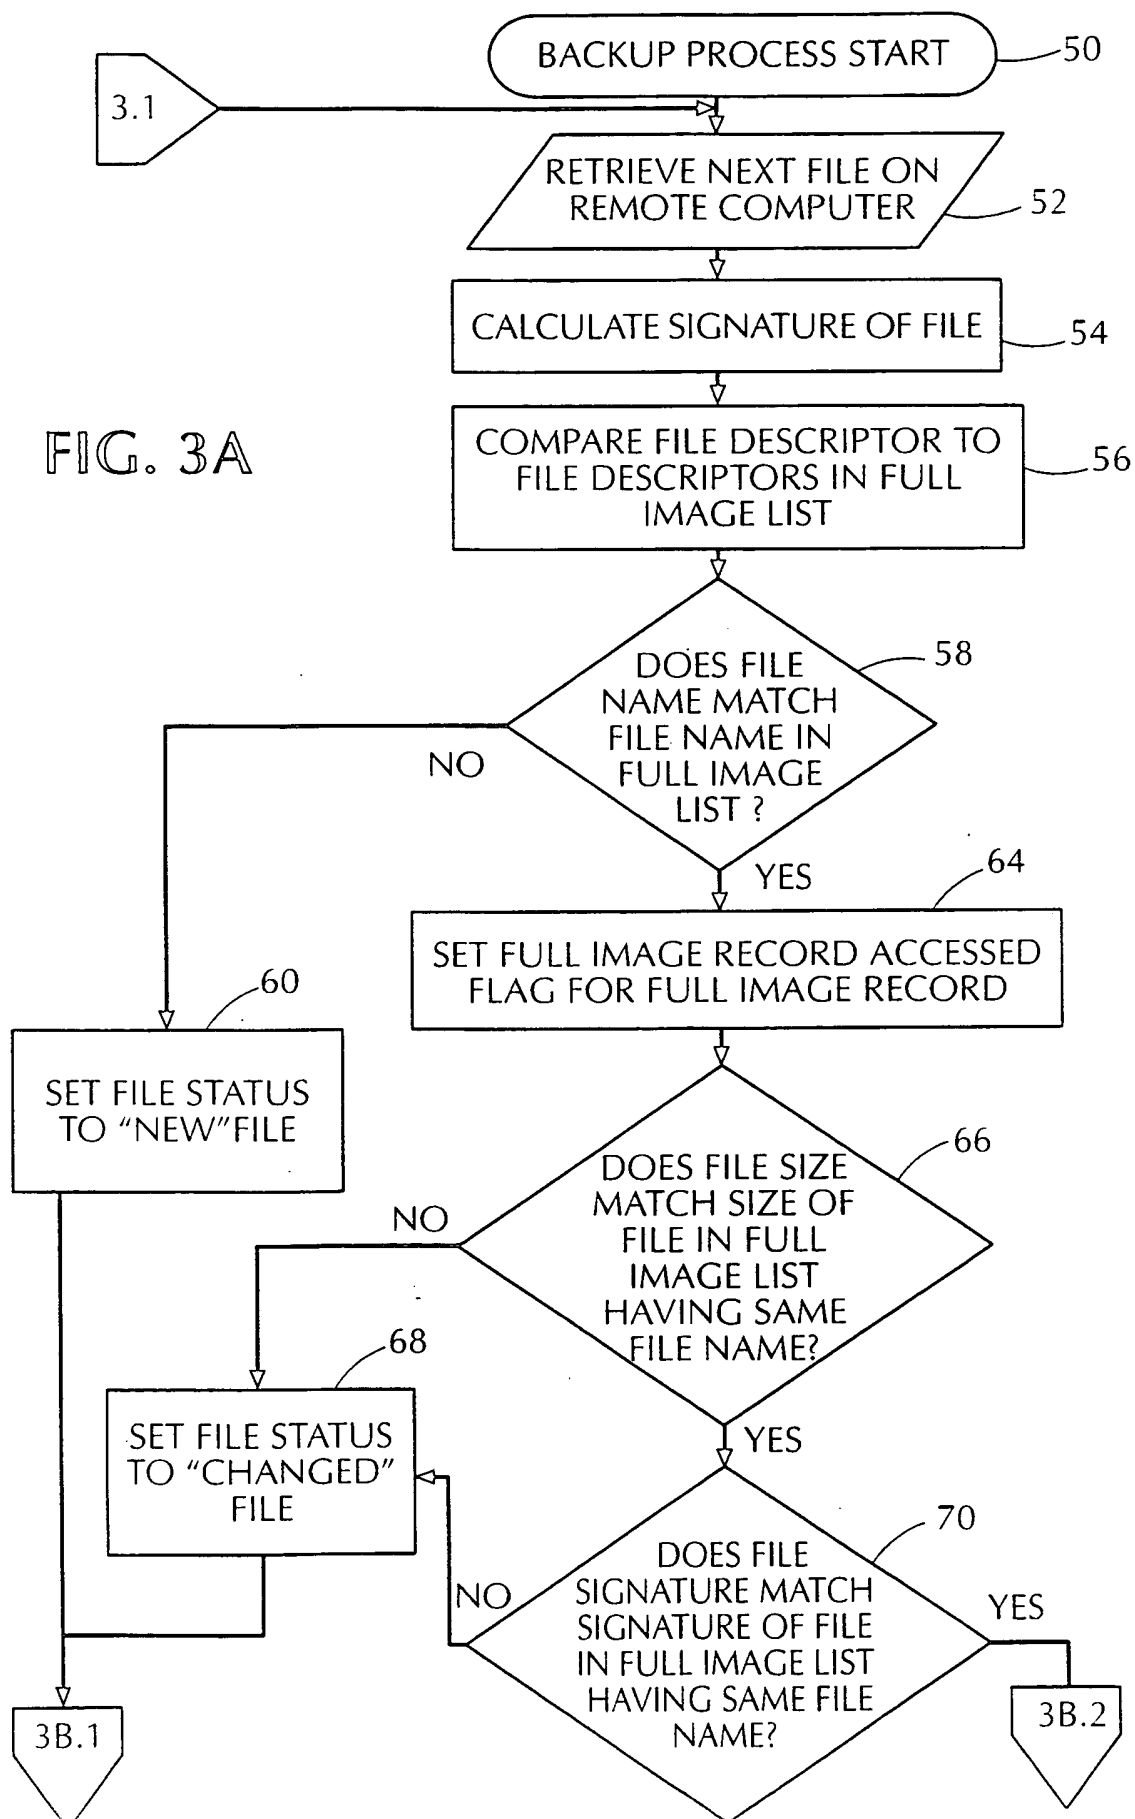 BACKUP PROCESS START
50
3.1
RETRIEVE NEXT FILE ON
REMOTE COMPUTER
52
CALCULATE SIGNATURE OF FILE
54
FIG. 3A
COMPARE FILE DESCRIPTOR TO
FILE DESCRIPTORS IN FULL
IMAGE LIST
56
DOES FILE
NAME MATCH
FILE NAME IN
FULL IMAGE
LIST ?
58
NO
YES
64
SET FULL IMAGE RECORD ACCESSED
FLAG FOR FULL IMAGE RECORD
60
SET FILE STATUS
TO “NEW”FILE
DOES FILE SIZE
MATCH SIZE OF
FILE IN FULL
IMAGE LIST
HAVING SAME
FILE NAME?
66
NO
YES
68
SET FILE STATUS
TO “CHANGED”
FILE
DOES FILE
SIGNATURE MATCH
SIGNATURE OF FILE
IN FULL IMAGE LIST
HAVING SAME FILE
NAME?
70
NO
YES
3B.1
3B.2